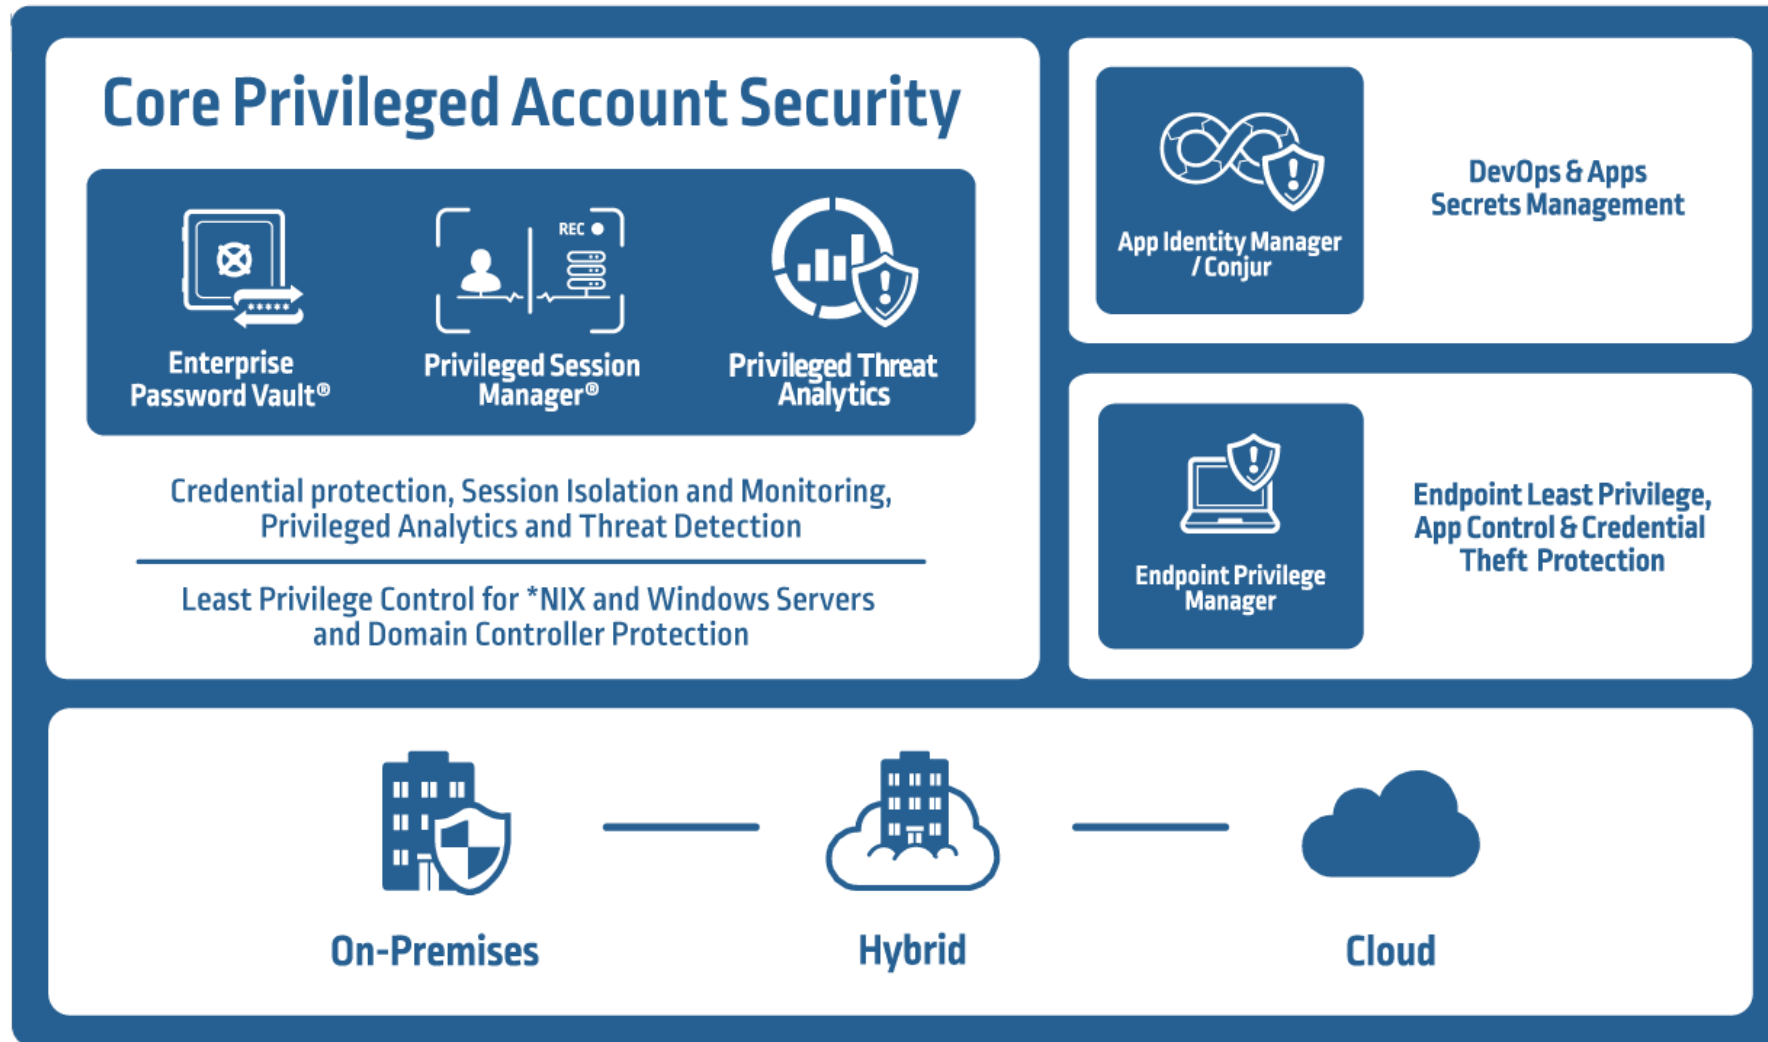 Core Privileged Account Security
REC
*****
Enterprise
Password Vault®
Privileged Session
Manager®
Privileged Threat
Analytics
Credential protection, Session Isolation and Monitoring,
Privileged Analytics and Threat Detection
Least Privilege Control for *NIX and Windows Servers
and Domain Controller Protection
App Identity Manager
/ Conjur
DevOps & Apps
Secrets Management
Endpoint Privilege
Manager
Endpoint Least Privilege,
App Control & Credential
Theft Protection
On-Premises
Hybrid
Cloud